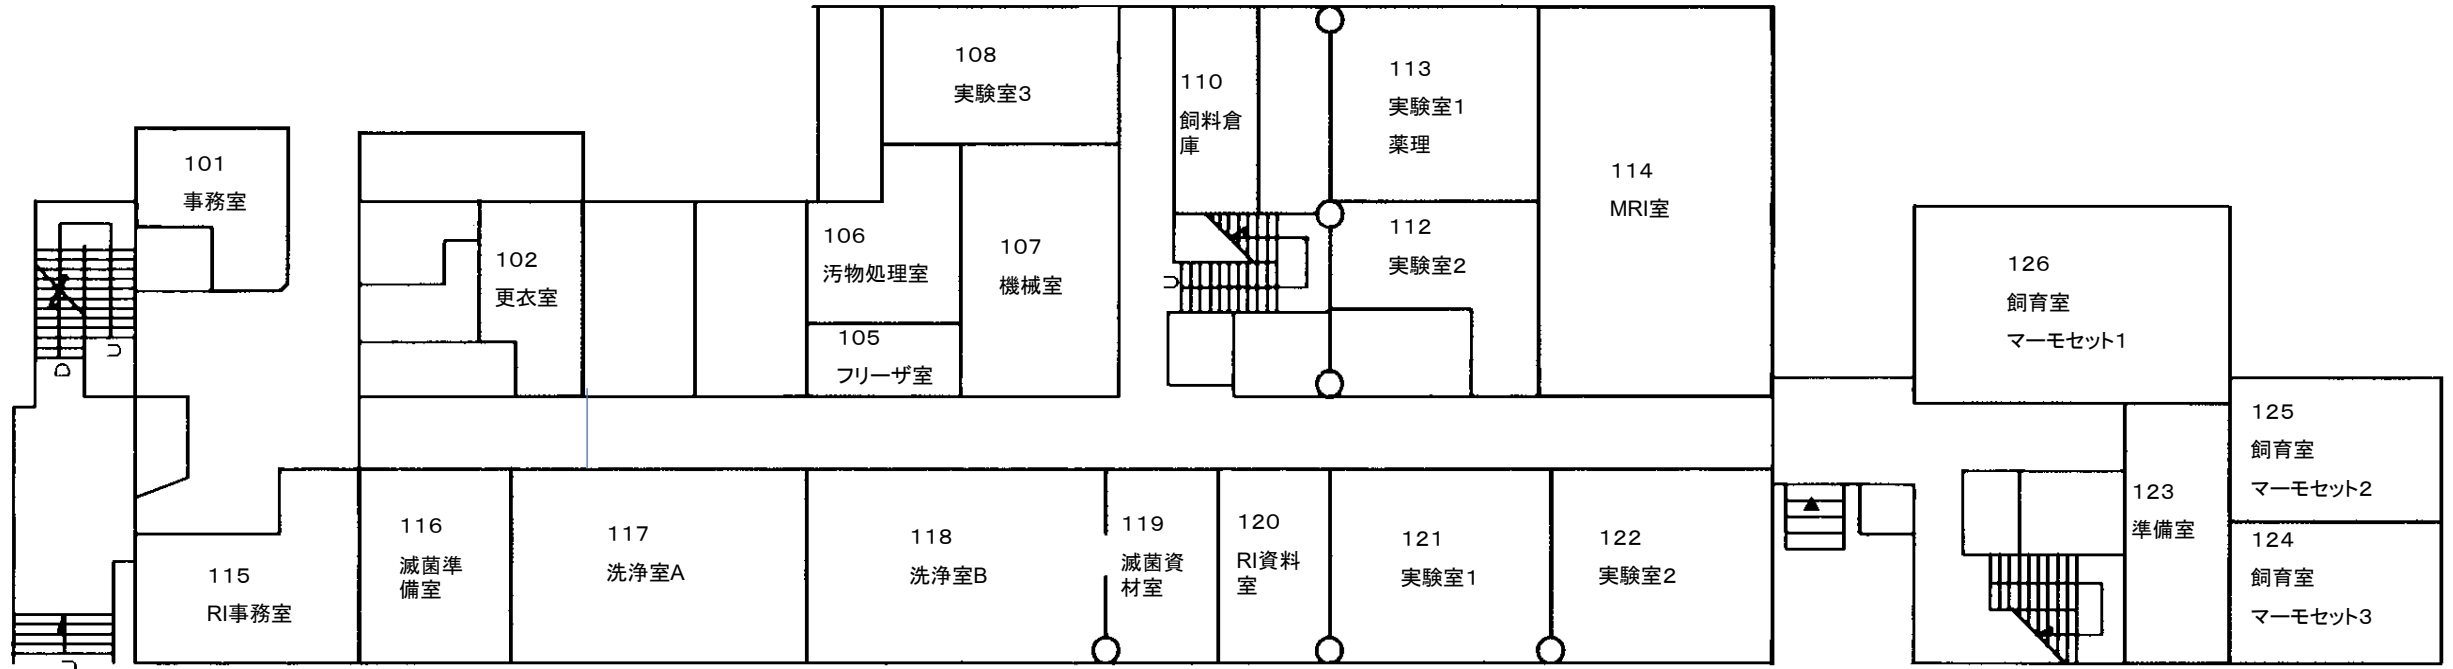 101
事務室
102
更衣室
105
フリーザ室
106
汚物処理室
107
機械室
108
実験室3
110
飼料倉
庫
113
実験室1
薬理
112
実験室2
114
MRI室
126
飼育室
マーモセット1
125
飼育室
マーモセット2
124
飼育室
マーモセット3
123
準備室
115
RI事務室
116
滅菌準
備室
117
洗浄室A
118
洗浄室B
119
滅菌資
材室
120
RI資料
室
121
実験室1
122
実験室2
D
U
U
U